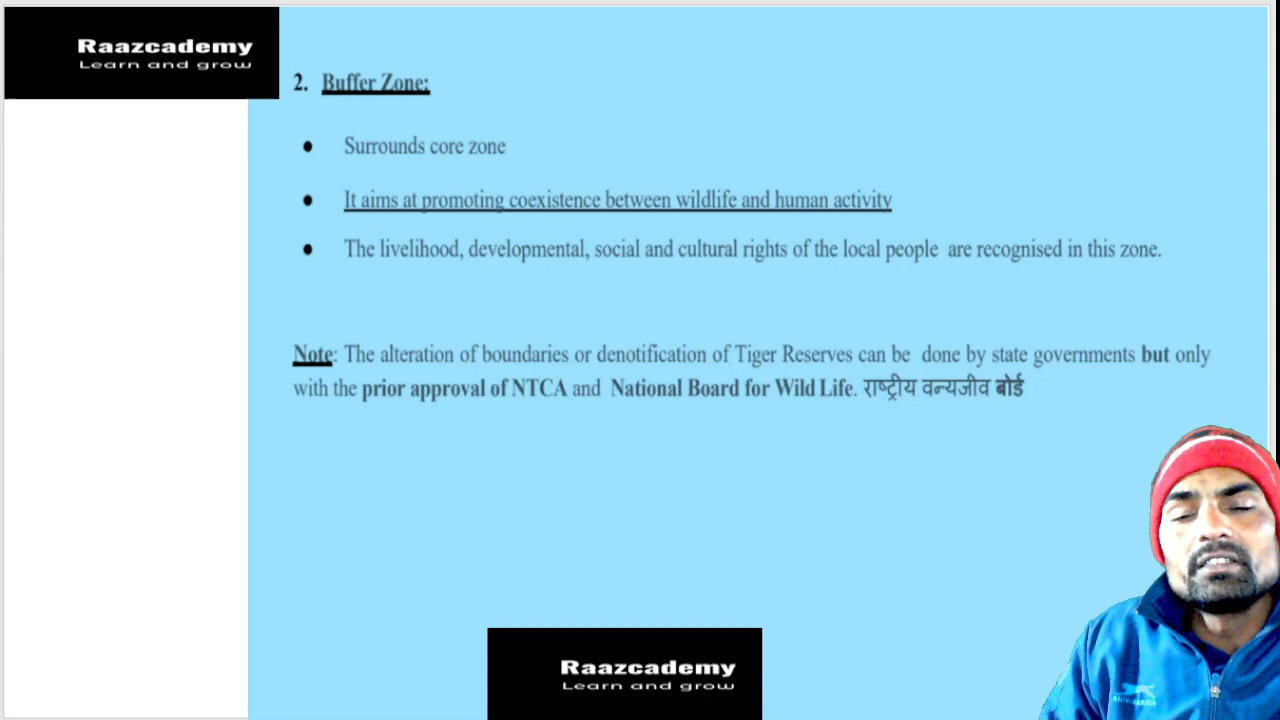 Raazcademy
Learn and grow
2. Buffer Zone:
● Surrounds core zone
● It aims at promoting coexistence between wildlife and human activity
● The livelihood, developmental, social and cultural rights of the local people are recognised in this zone.
Note: The alteration of boundaries or denotification of Tiger Reserves can be done by state governments but only
with the prior approval of NTCA and National Board for Wild Life. राष्ट्रीय वन्यजीव बोर्ड
Raazcademy
Learn and grow